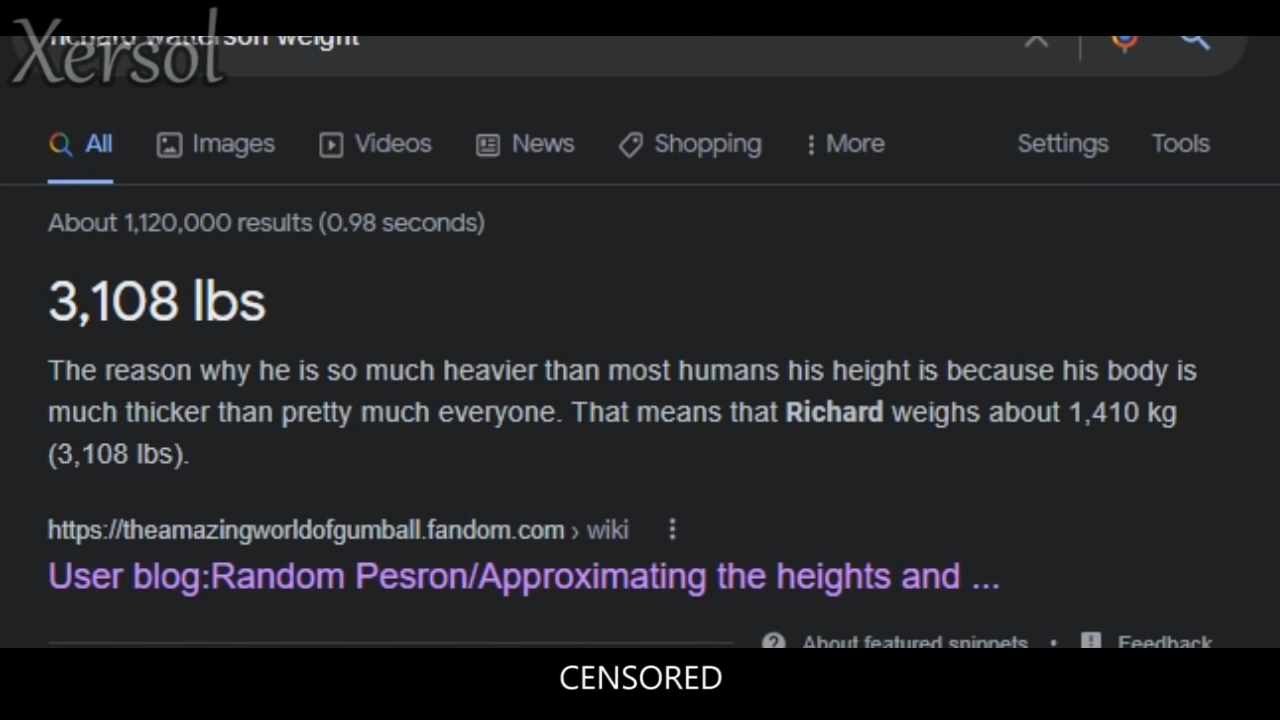 Xersol
richard watterson weight
All Images Videos News Shopping More Settings Tools
About 1,120,000 results (0.98 seconds)
3,108 lbs
The reason why he is so much heavier than most humans his height is because his body is
much thicker than pretty much everyone. That means that Richard weighs about 1,410 kg
(3,108 lbs).
https://theamazingworldofgumball.fandom.com › wiki
User blog:Random Pesron/Approximating the heights and ...
About featured snippets • Feedback
CENSORED